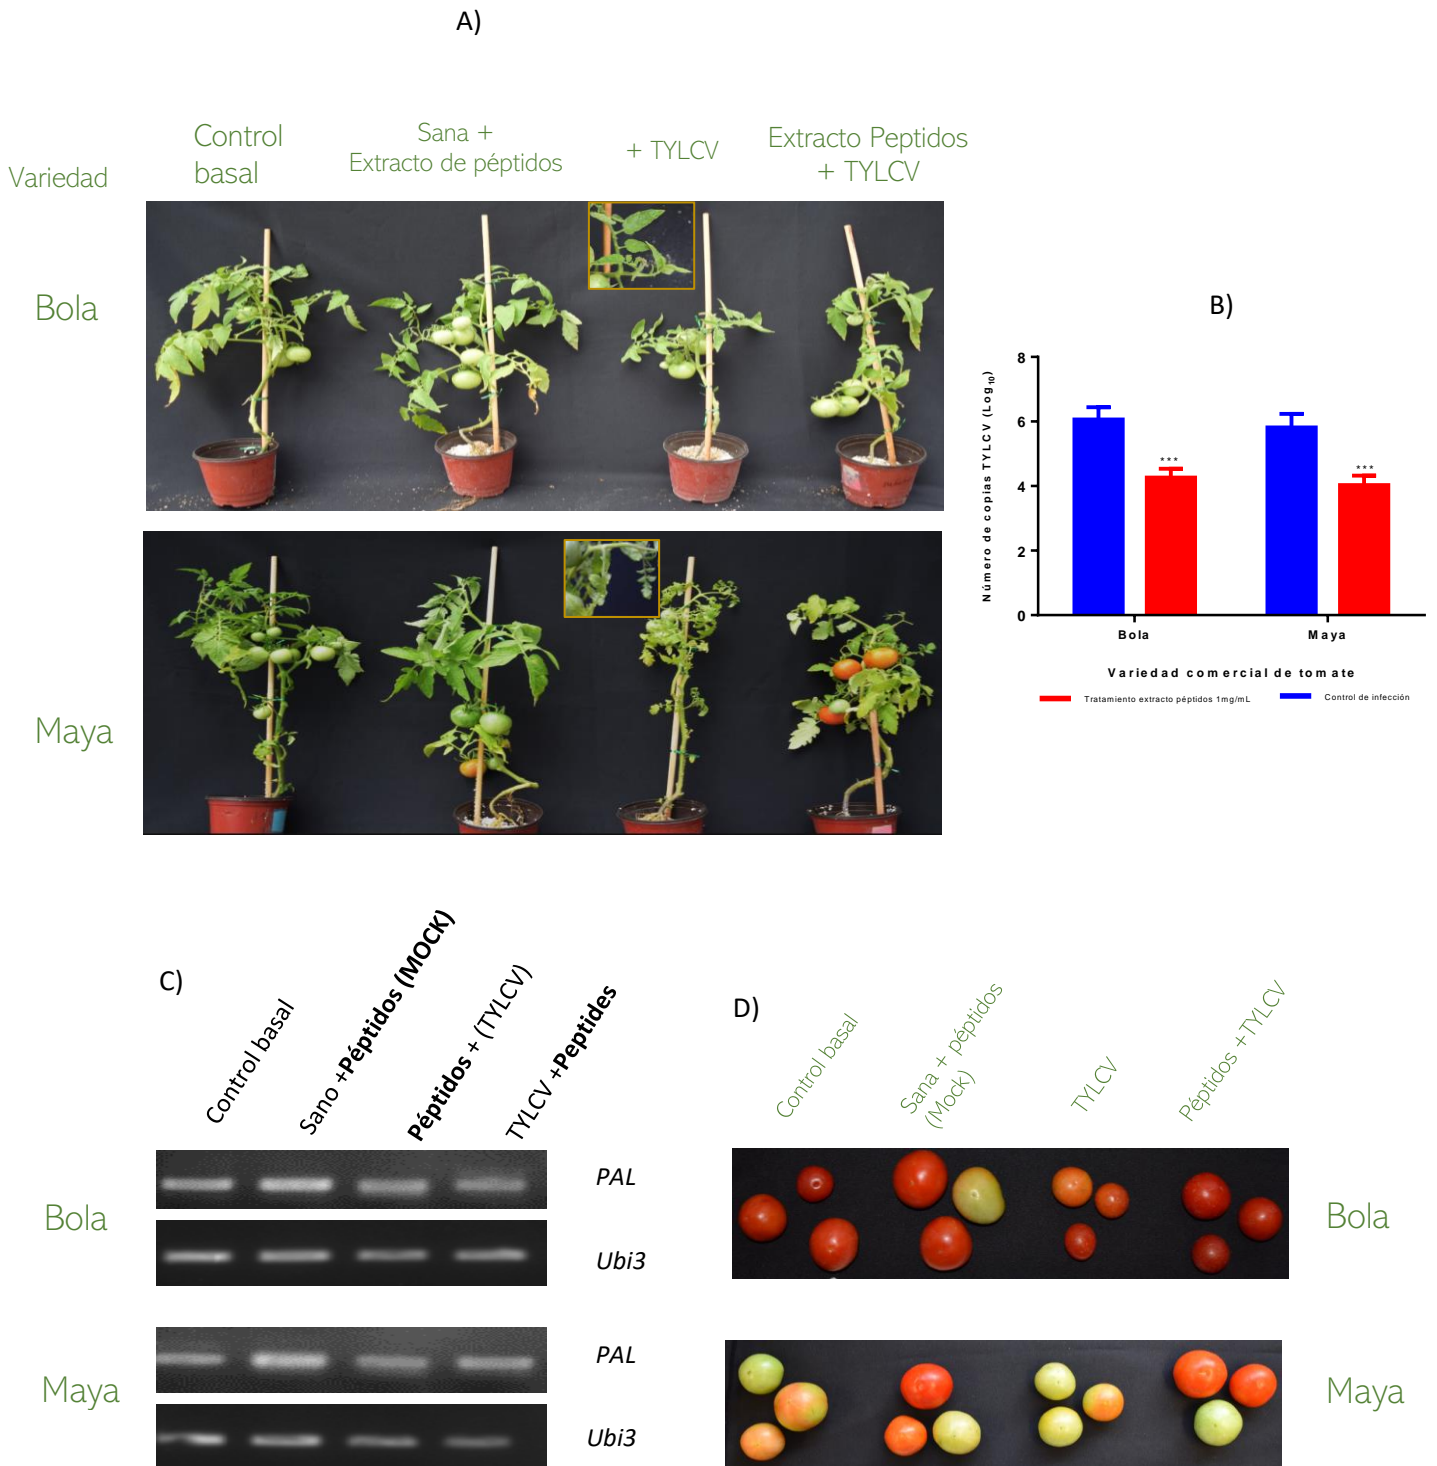 A)
Variedad
Control
basal
Sana +
Extracto de péptidos
+ TYLCV
Extracto Peptidos
+ TYLCV
Bola
Maya
B)
Número de copias TYLCV (Log10)
8
6
4
2
0
***
***
Bola
Maya
Variedad comercial de tomate
Tratamiento extracto péptidos 1mg/mL
Control de infección
C)
Control basal
Sano +Péptidos (MOCK)
Péptidos + (TYLCV)
TYLCV +Peptides
Bola
PAL
Ubi3
Maya
PAL
Ubi3
D)
Control basal
Sana + péptidos
(Mock)
TYLCV
Péptidos +TYLCV
Bola
Maya